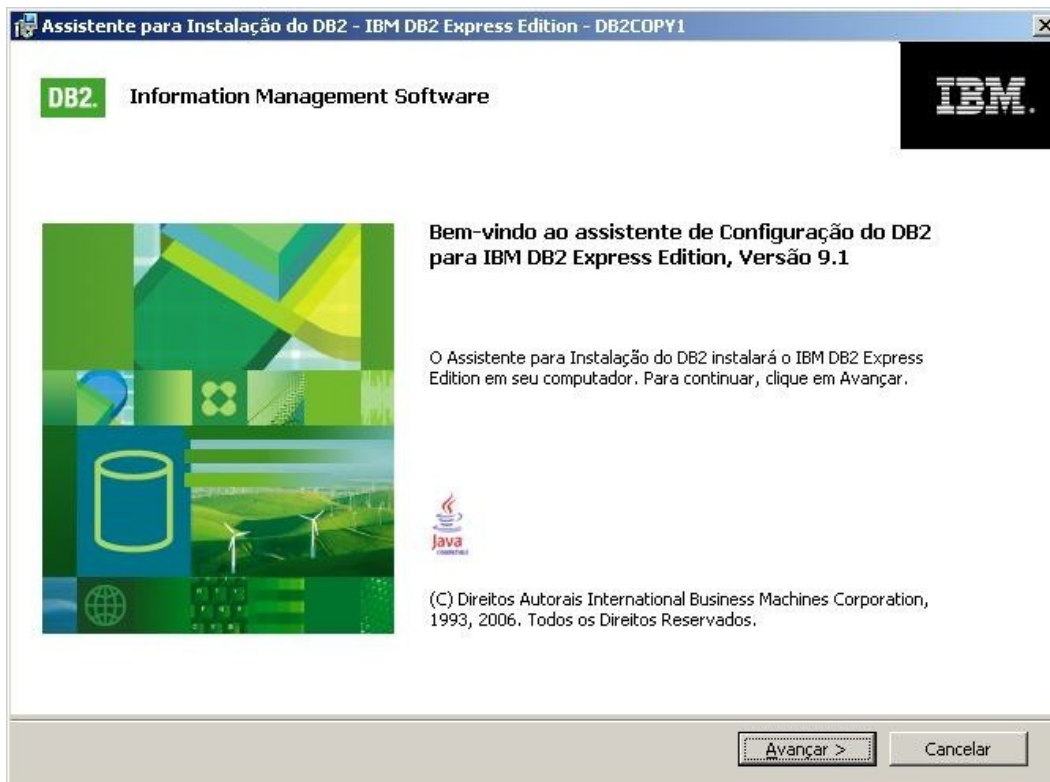 Assistente para Instalação do DB2 - IBM DB2 Express Edition - DB2COPY1
DB2. Information Management Software
IBM.
Bem-vindo ao assistente de Configuração do DB2
para IBM DB2 Express Edition, Versão 9.1
O Assistente para Instalação do DB2 instalará o IBM DB2 Express
Edition em seu computador. Para continuar, clique em Avançar.
Java
(C) Direitos Autorais International Business Machines Corporation,
1993, 2006. Todos os Direitos Reservados.
Avançar > Cancelar